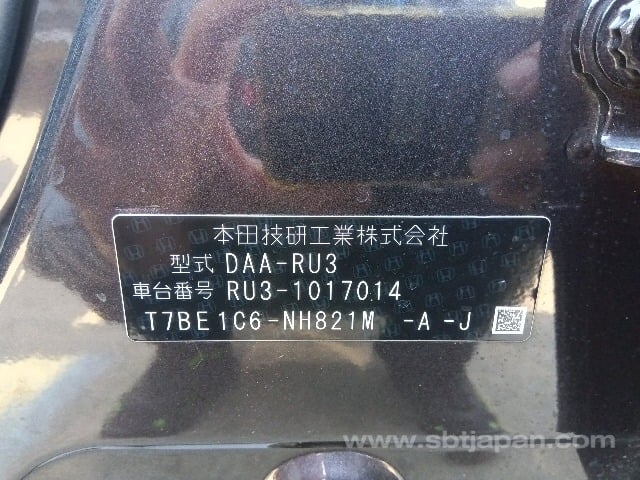 本田技研工業株式会社
型式 DAA-RU3
車台番号 RU3-1017014
T7BE1C6-NH821M -A -J
www.sbtjapan.com